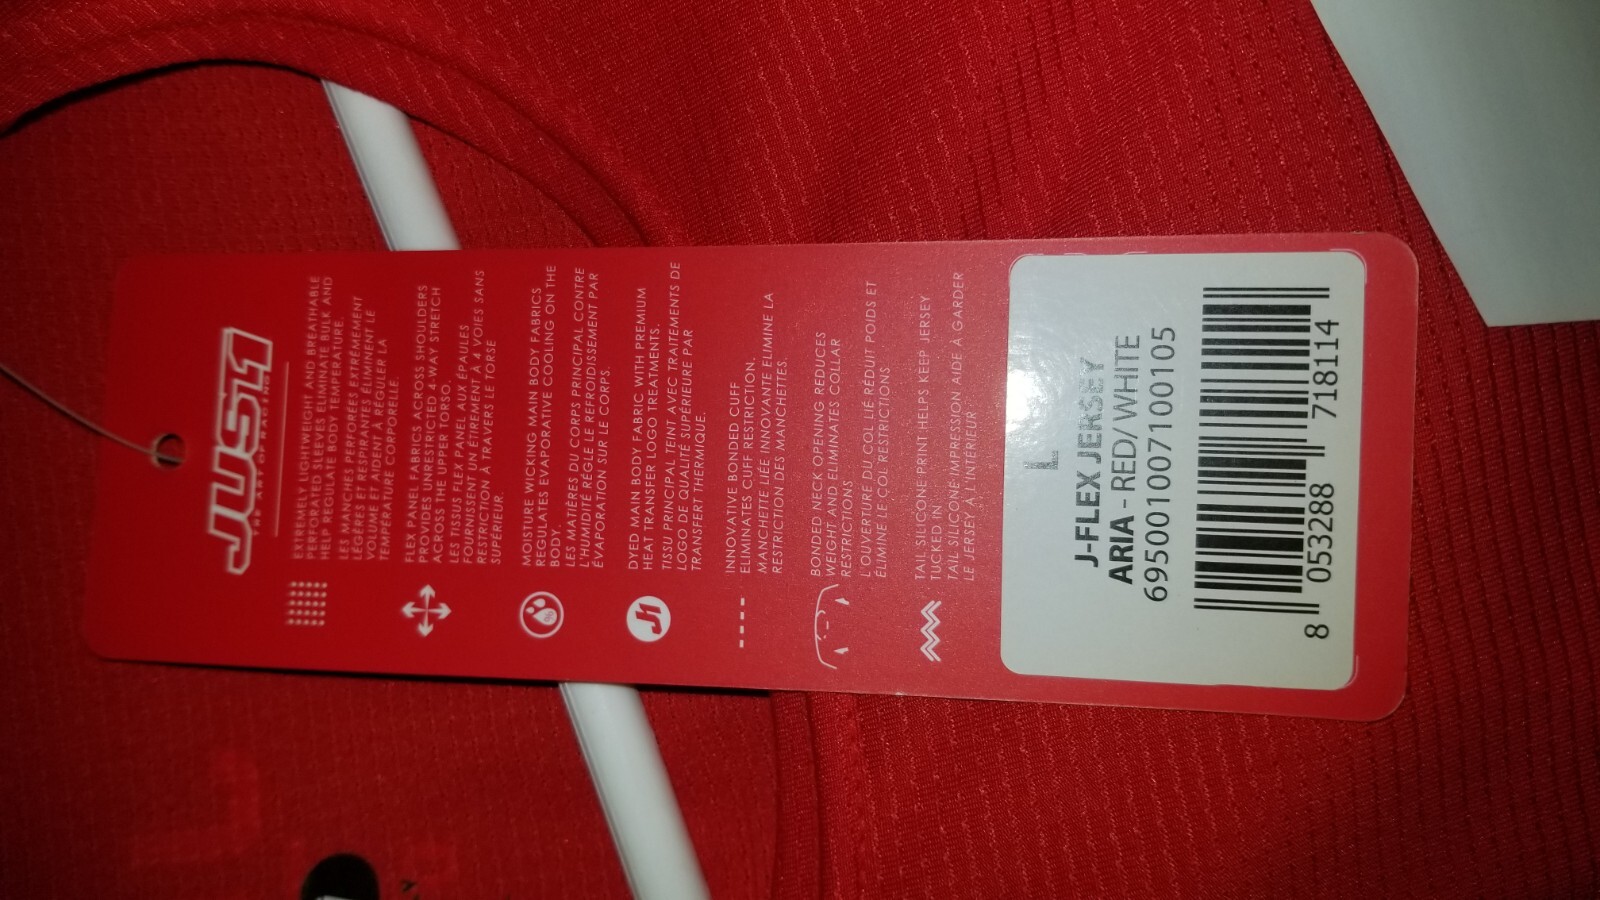 JUST1
THE ART OF RACING
EXTREMELY LIGHTWEIGHT AND BREATHABLE
PERFORATED SLEEVES ELIMINATE BULK AND
HELP REGULATE BODY TEMPERATURE.
LES MANCHES PERFORÉES EXTRÊMEMENT
LÉGÈRES ET RESPIRANTES ÉLIMINENT LE
VOLUME ET AIDENT À RÉGULER LA
TEMPÉRATURE CORPORELLE.
FLEX PANEL FABRICS ACROSS SHOULDERS
PROVIDES UNRESTRICTED 4-WAY STRETCH
ACROSS THE UPPER TORSO.
LES TISSUS FLEX PANEL AUX ÉPAULES
FOURNISSENT UN ÉTIREMENT À 4 VOIES SANS
RESTRICTION À TRAVERS LE TORSE
SUPÉRIEUR.
MOISTURE WICKING MAIN BODY FABRICS
REGULATES EVAPORATIVE COOLING ON THE
BODY.
LES MATIÈRES DU CORPS PRINCIPAL CONTRE
L'HUMIDITÉ RÉGLE LE REFROIDISSEMENT PAR
ÉVAPORATION SUR LE CORPS.
J1
DYED MAIN BODY FABRIC WITH PREMIUM
HEAT TRANSFER LOGO TREATMENTS.
TISSU PRINCIPAL TEINT AVEC TRAITEMENTS DE
LOGO DE QUALITÉ SUPÉRIEURE PAR
TRANSFERT THERMIQUE.
INNOVATIVE BONDED CUFF
ELIMINATES CUFF RESTRICTION.
MANCHETTE LIÉE INNOVANTE ELIMINE LA
RESTRICTION DES MANCHETTES.
BONDED NECK OPENING REDUCES
WEIGHT AND ELIMINATES COLLAR
RESTRICTIONS
L'OUVERTURE DU COL LIÉ RÉDUIT POIDS ET
ÉLIMINE LE COL RESTRICTIONS
TAIL SILICONE PRINT HELPS KEEP JERSEY
TUCKED IN
TAIL SILICONE IMPRESSION AIDE À GARDER
LE JERSEY À L'INTÉRIEUR
L
J-FLEX JERSEY
ARIA - RED/WHITE
695001007100105
8 053288 718114